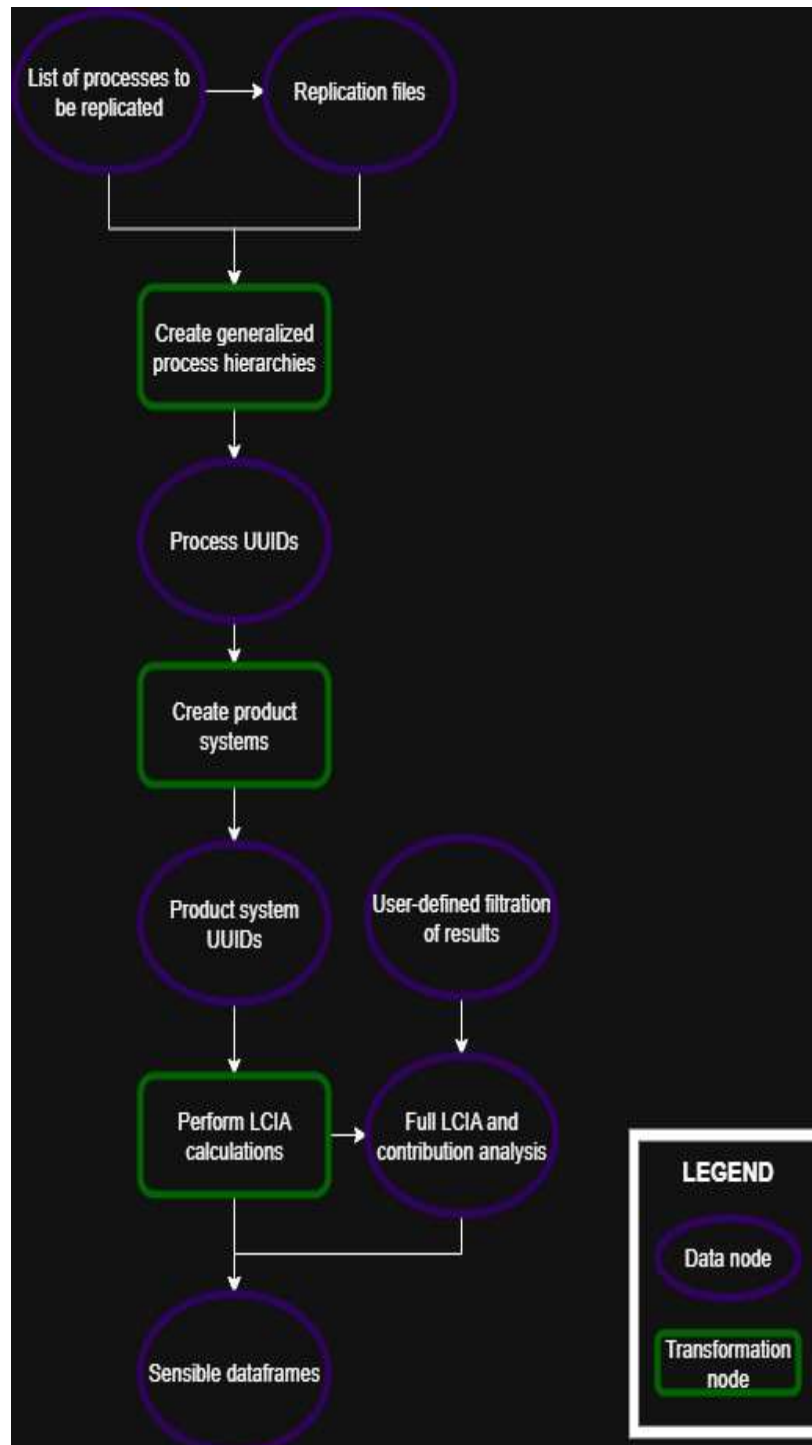 List of processes to
be replicated
Replication files
Create generalized
process hierarchies
Process UUIDs
Create product
systems
Product system
UUIDs
User-defined filtration
of results
Perform LCIA
calculations
Full LCIA and
contribution analysis
Sensible dataframes
LEGEND
Data node
Transformation
node